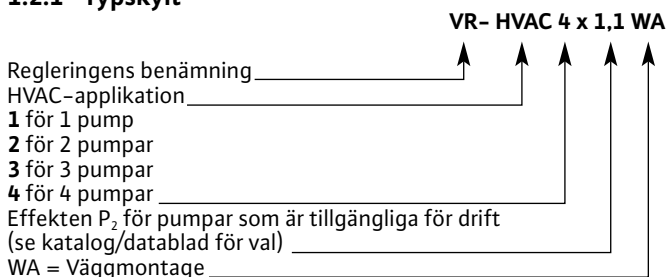 1.2.1 Typskylt
VR- HVAC 4 x 1,1 WA
Regleringens benämning
HVAC-applikation
1 för 1 pump
2 för 2 pumpar
3 för 3 pumpar
4 för 4 pumpar
Effekten P₂ för pumpar som är tillgängliga för drift
(se katalog/datablad för val)
WA = Väggmontage